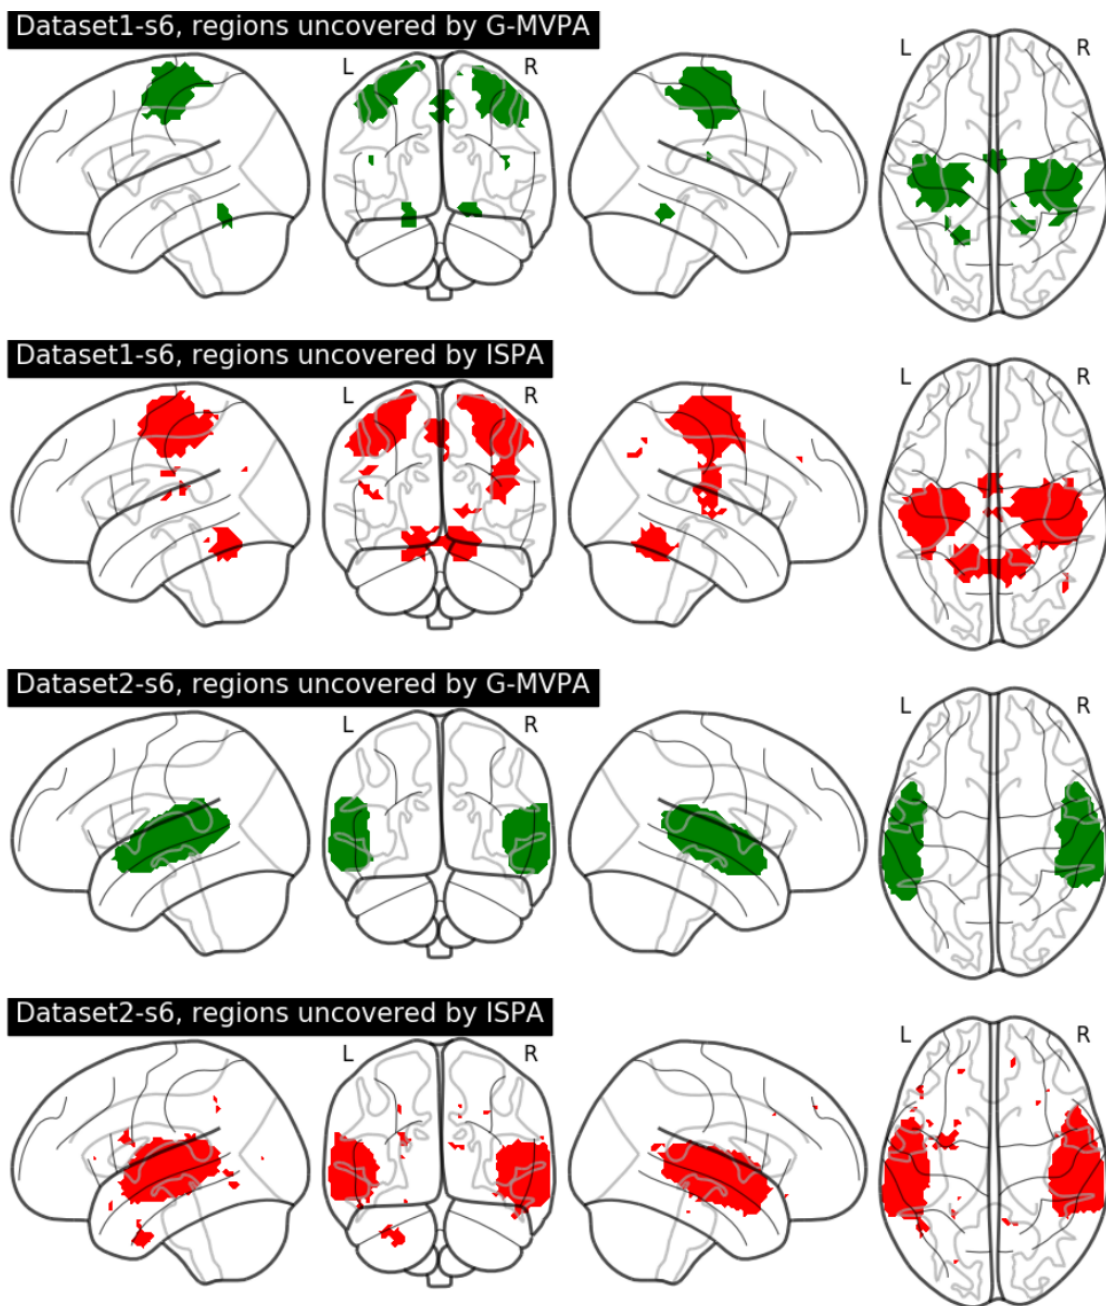 Dataset1-s6, regions uncovered by G-MVPA
L R L R
Dataset1-s6, regions uncovered by ISPA
L R L R
Dataset2-s6, regions uncovered by G-MVPA
L R L R
Dataset2-s6, regions uncovered by ISPA
L R L R